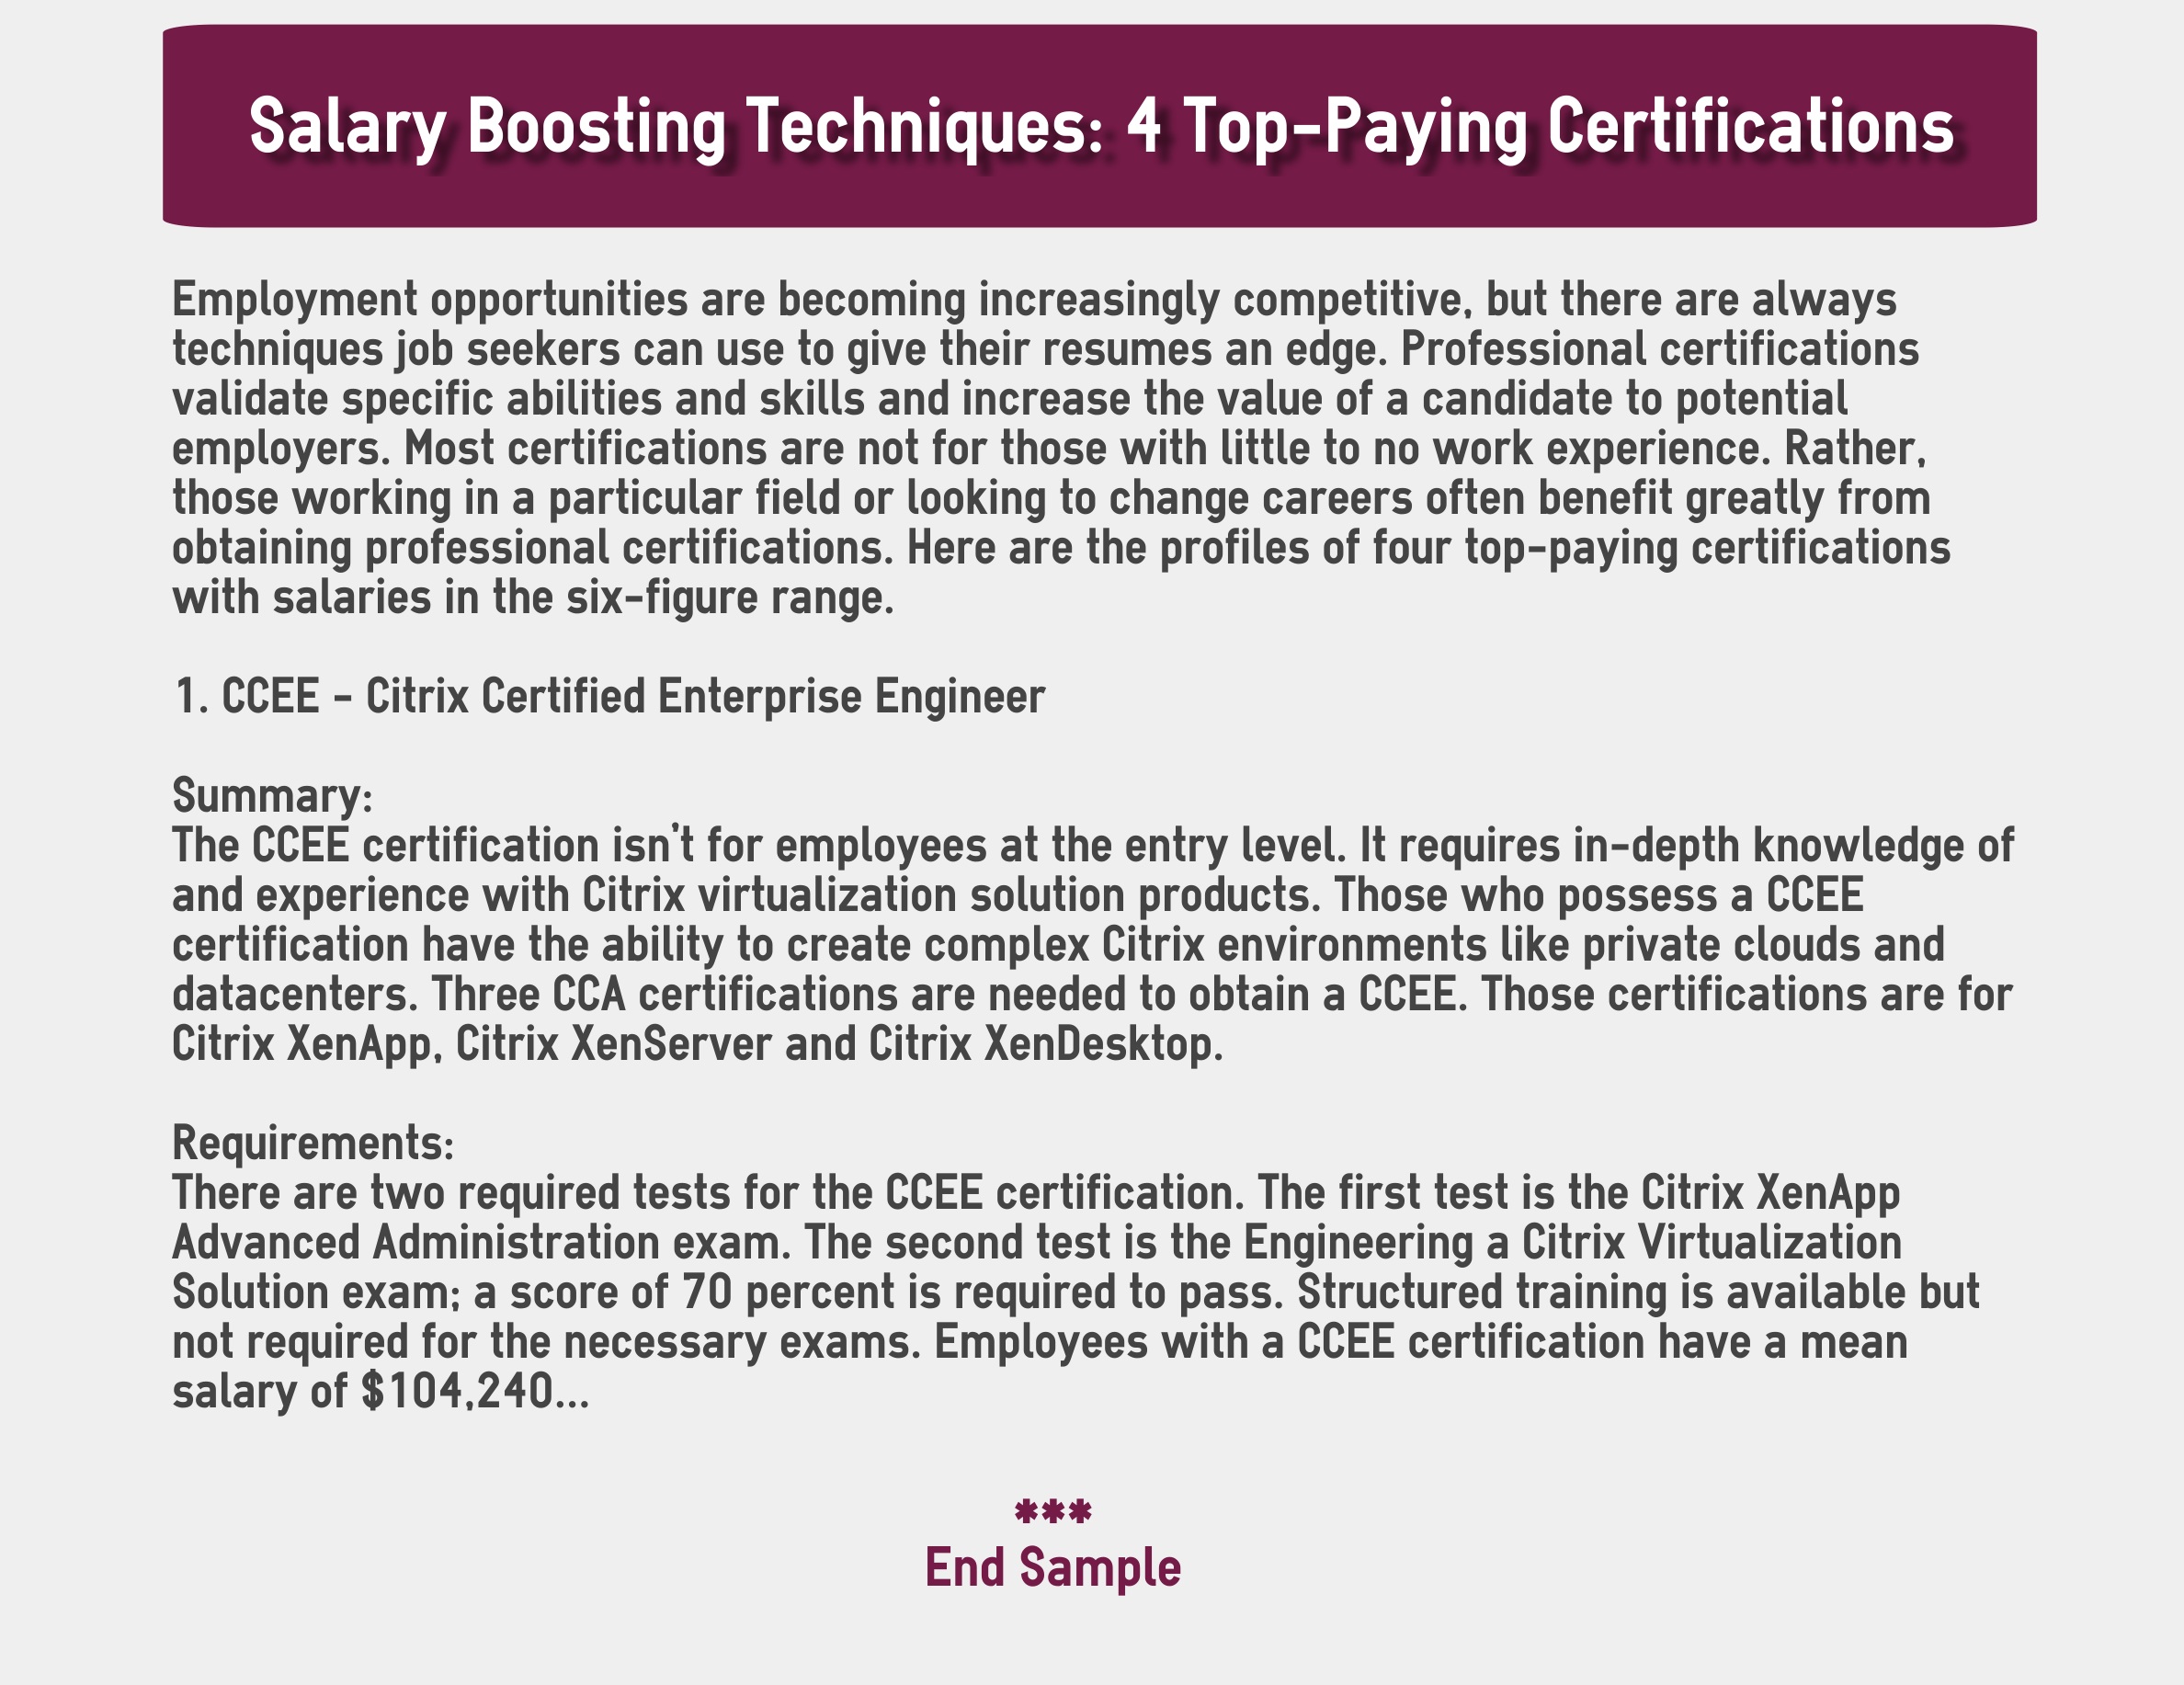 Salary Boosting Techniques: 4 Top-Paying Certifications
Employment opportunities are becoming increasingly competitive, but there are always
techniques job seekers can use to give their resumes an edge. Professional certifications
validate specific abilities and skills and increase the value of a candidate to potential
employers. Most certifications are not for those with little to no work experience. Rather,
those working in a particular field or looking to change careers often benefit greatly from
obtaining professional certifications. Here are the profiles of four top-paying certifications
with salaries in the six-figure range.
1. CCEE - Citrix Certified Enterprise Engineer
Summary:
The CCEE certification isn't for employees at the entry level. It requires in-depth knowledge of
and experience with Citrix virtualization solution products. Those who possess a CCEE
certification have the ability to create complex Citrix environments like private clouds and
datacenters. Three CCA certifications are needed to obtain a CCEE. Those certifications are for
Citrix XenApp, Citrix XenServer and Citrix XenDesktop.
Requirements:
There are two required tests for the CCEE certification. The first test is the Citrix XenApp
Advanced Administration exam. The second test is the Engineering a Citrix Virtualization
Solution exam; a score of 70 percent is required to pass. Structured training is available but
not required for the necessary exams. Employees with a CCEE certification have a mean
salary of $104,240...
***
End Sample